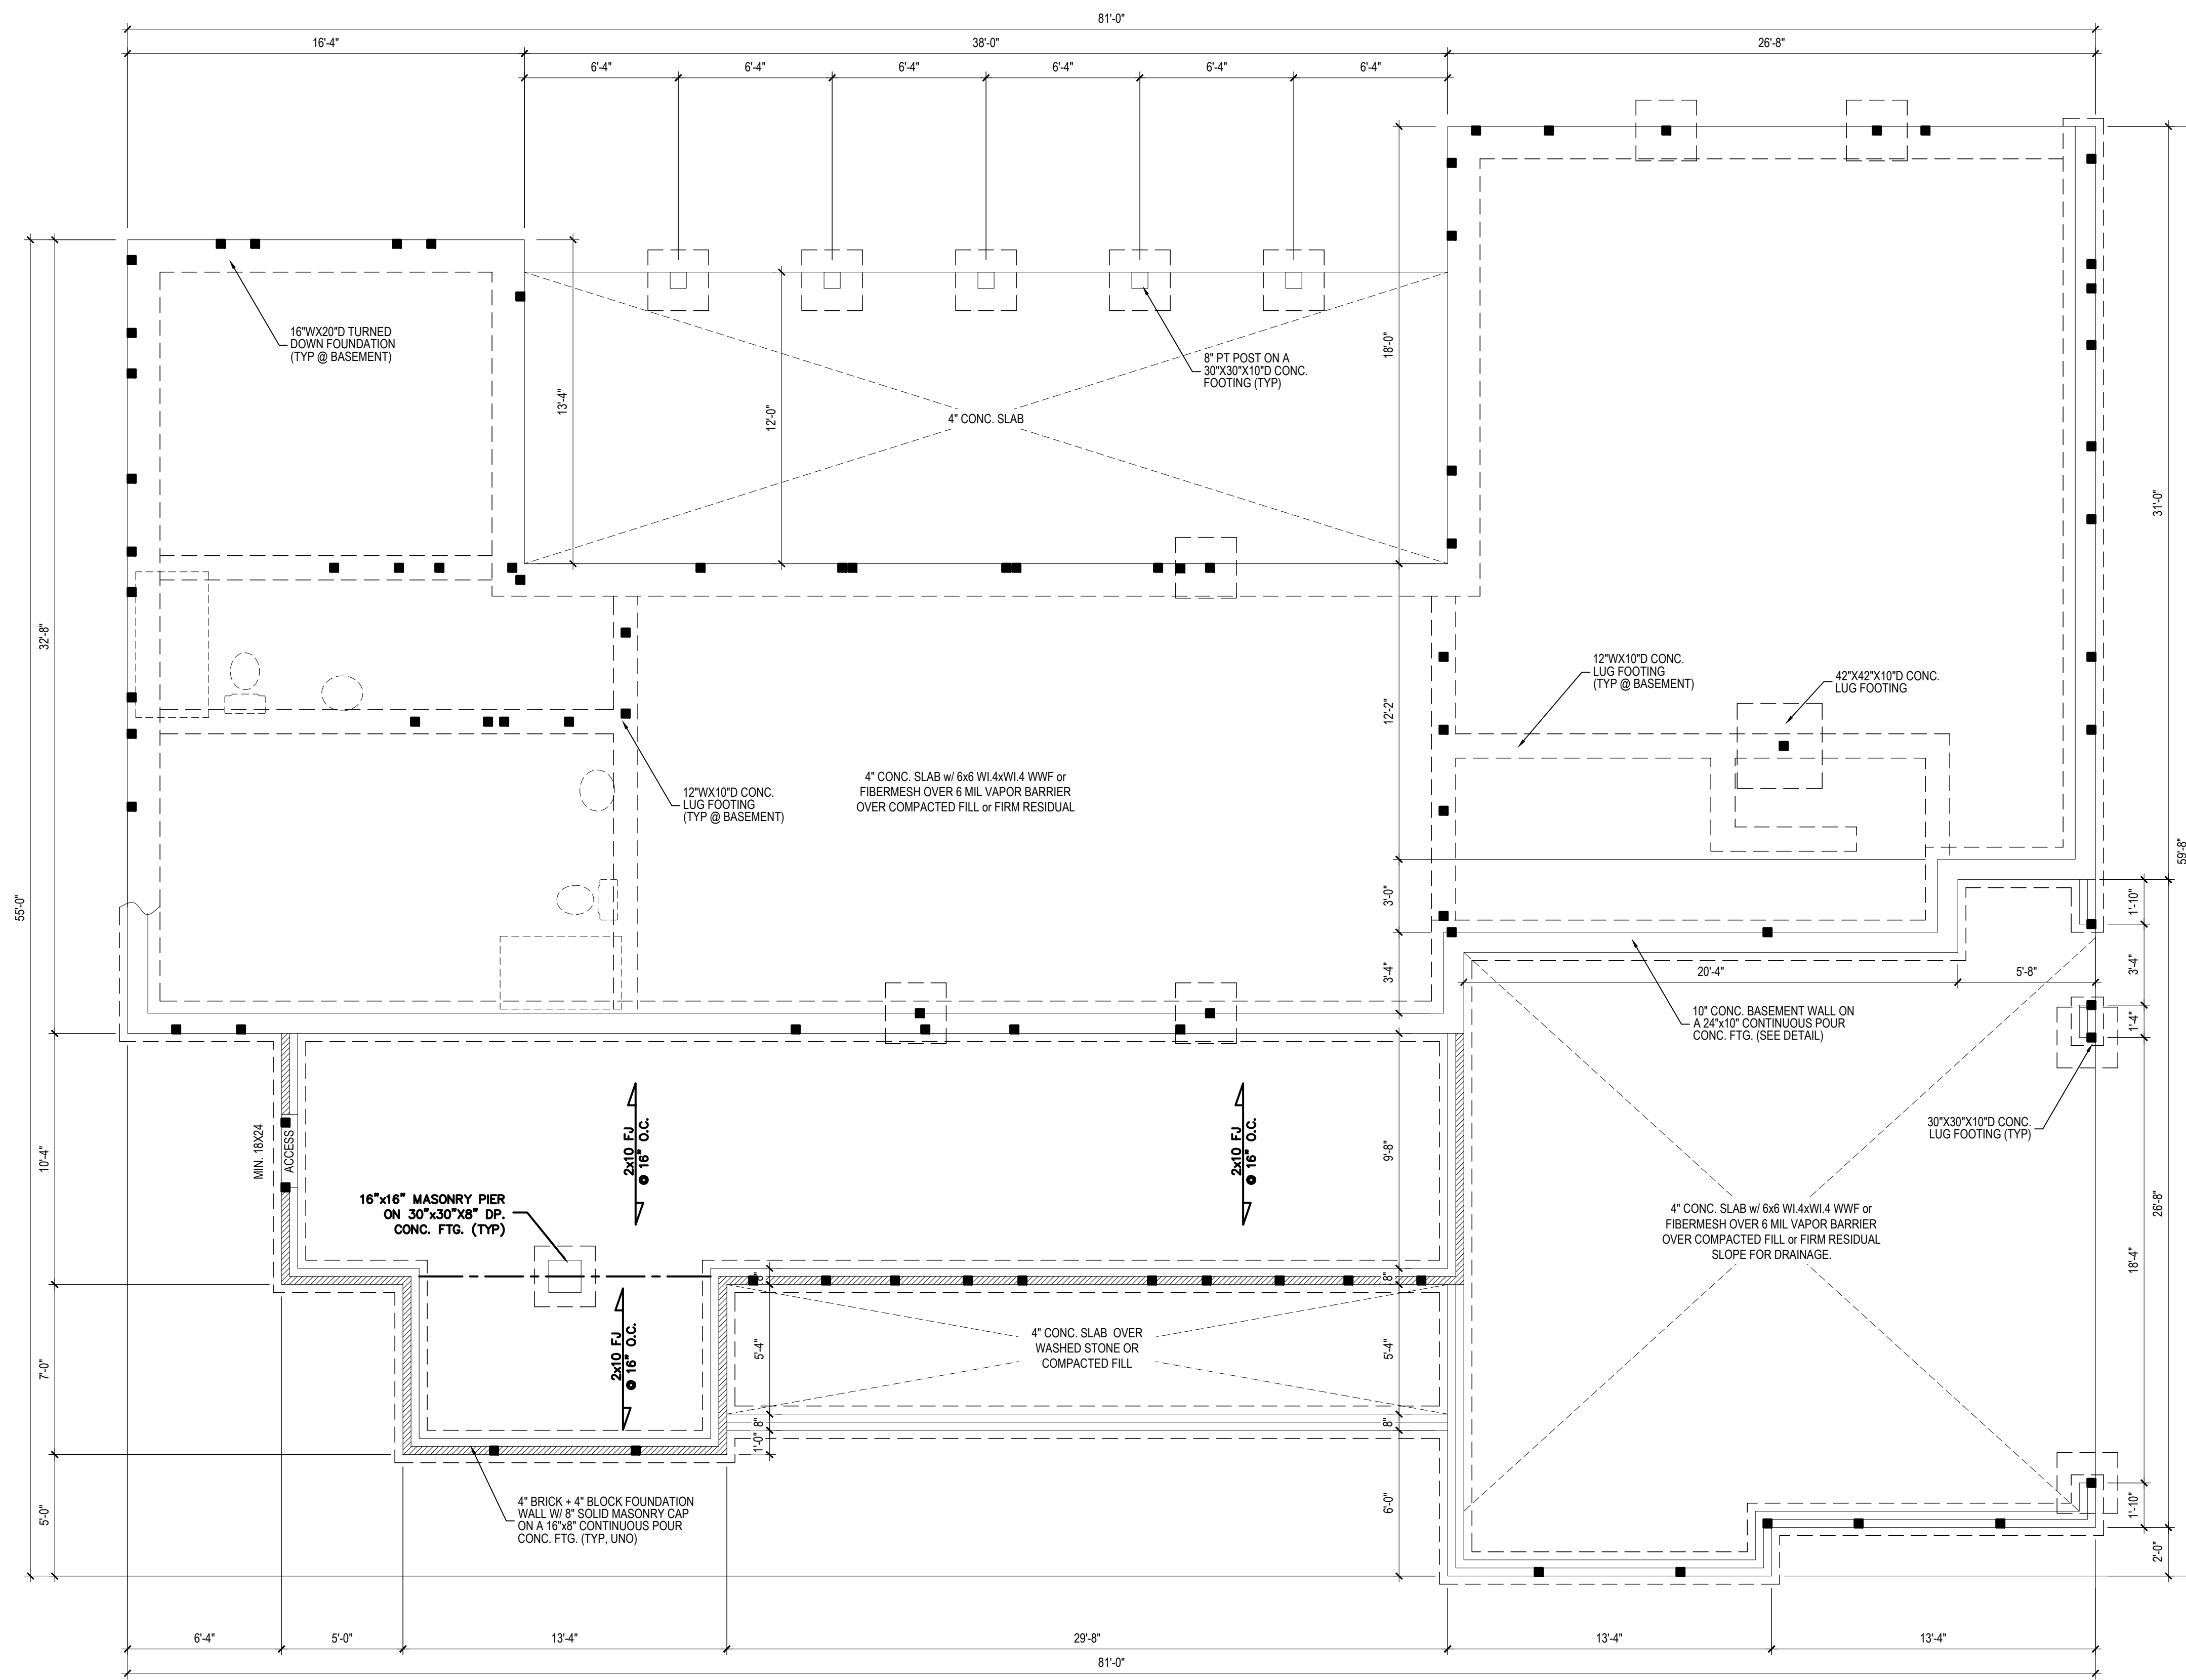 81'-0"
16'-4"
38'-0"
26'-8"
6'-4"
6'-4"
6'-4"
6'-4"
6'-4"
6'-4"
16"WX20"D TURNED
DOWN FOUNDATION
(TYP @ BASEMENT)
8" PT POST ON A
30"X30"X10"D CONC.
FOOTING (TYP)
18'-0"
13'-4"
12'-0"
4" CONC. SLAB
31'-0"
32'-8"
12"WX10"D CONC.
LUG FOOTING
(TYP @ BASEMENT)
42"X42"X10"D CONC.
LUG FOOTING
12'-2"
12"WX10"D CONC.
LUG FOOTING
(TYP @ BASEMENT)
4" CONC. SLAB w/ 6x6 WI.4xWI.4 WWF or
FIBERMESH OVER 6 MIL VAPOR BARRIER
OVER COMPACTED FILL or FIRM RESIDUAL
59'-8"
55'-0"
3'-0"
1'-10"
3'-4"
20'-4"
5'-8"
3'-4"
10" CONC. BASEMENT WALL ON
A 24"x10" CONTINUOUS POUR
CONC. FTG. (SEE DETAIL)
1'-4"
30"X30"X10"D CONC.
LUG FOOTING (TYP)
MIN. 18X24
ACCESS
10'-4"
2x10 FJ
@ 16" O.C.
2x10 FJ
@ 16" O.C.
9'-8"
16"x16" MASONRY PIER
ON 30"x30"X8" DP.
CONC. FTG. (TYP)
4" CONC. SLAB w/ 6x6 WI.4xWI.4 WWF or
FIBERMESH OVER 6 MIL VAPOR BARRIER
OVER COMPACTED FILL or FIRM RESIDUAL
SLOPE FOR DRAINAGE.
26'-8"
18'-4"
8"
2x10 FJ
@ 16" O.C.
4" CONC. SLAB OVER
WASHED STONE OR
COMPACTED FILL
5'-4"
5'-4"
7'-0"
8"
8"
1'-0"
4" BRICK + 4" BLOCK FOUNDATION
WALL W/ 8" SOLID MASONRY CAP
ON A 16"x8" CONTINUOUS POUR
CONC. FTG. (TYP, UNO)
5'-0"
6'-0"
1'-10"
2'-0"
6'-4"
5'-0"
13'-4"
29'-8"
13'-4"
13'-4"
81'-0"